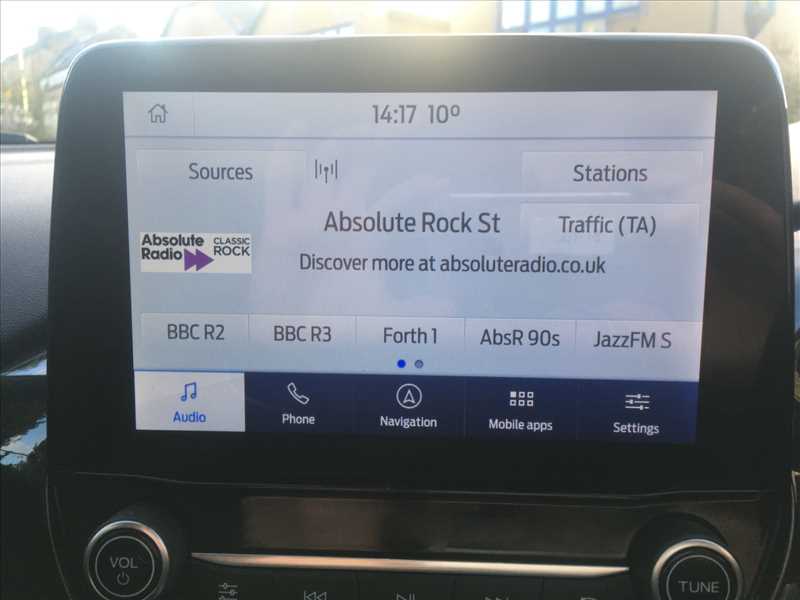 14:17 10º
Sources
Stations
Absolute Rock St
Traffic (TA)
Absolute CLASSIC
Radio ROCK
Discover more at absoluteradio.co.uk
BBC R2 BBC R3 Forth 1 AbsR 90s JazzFM S
Audio Phone Navigation Mobile apps Settings
VOL
TUNE